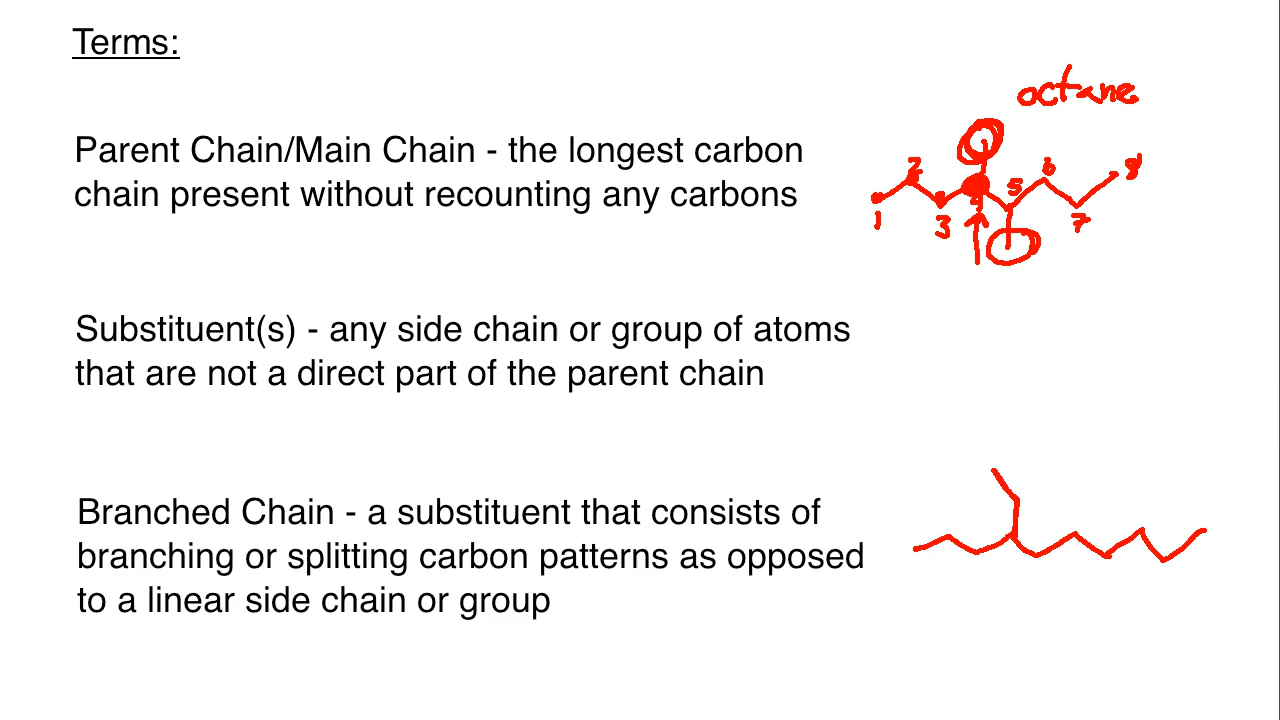 Terms:
octane
Parent Chain/Main Chain - the longest carbon
chain present without recounting any carbons
1 2 3 4 5 6 7 8
Substituent(s) - any side chain or group of atoms
that are not a direct part of the parent chain
Branched Chain - a substituent that consists of
branching or splitting carbon patterns as opposed
to a linear side chain or group